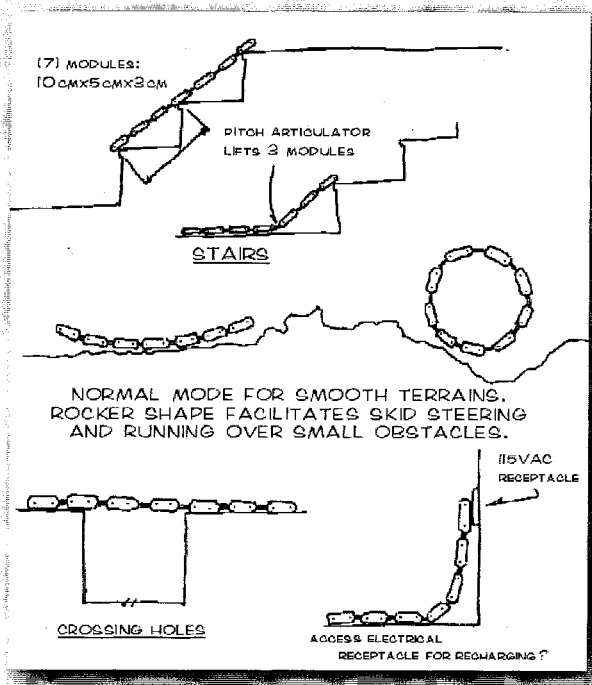 (7) MODULES:
10CMX5CMX3CM
PITCH ARTICULATOR
LIFTS 3 MODULES
STAIRS
NORMAL MODE FOR SMOOTH TERRAINS.
ROCKER SHAPE FACILITATES SKID STEERING
AND RUNNING OVER SMALL OBSTACLES.
115VAC
RECEPTACLE
CROSSING HOLES
ACCESS ELECTRICAL
RECEPTACLE FOR RECHARGING?